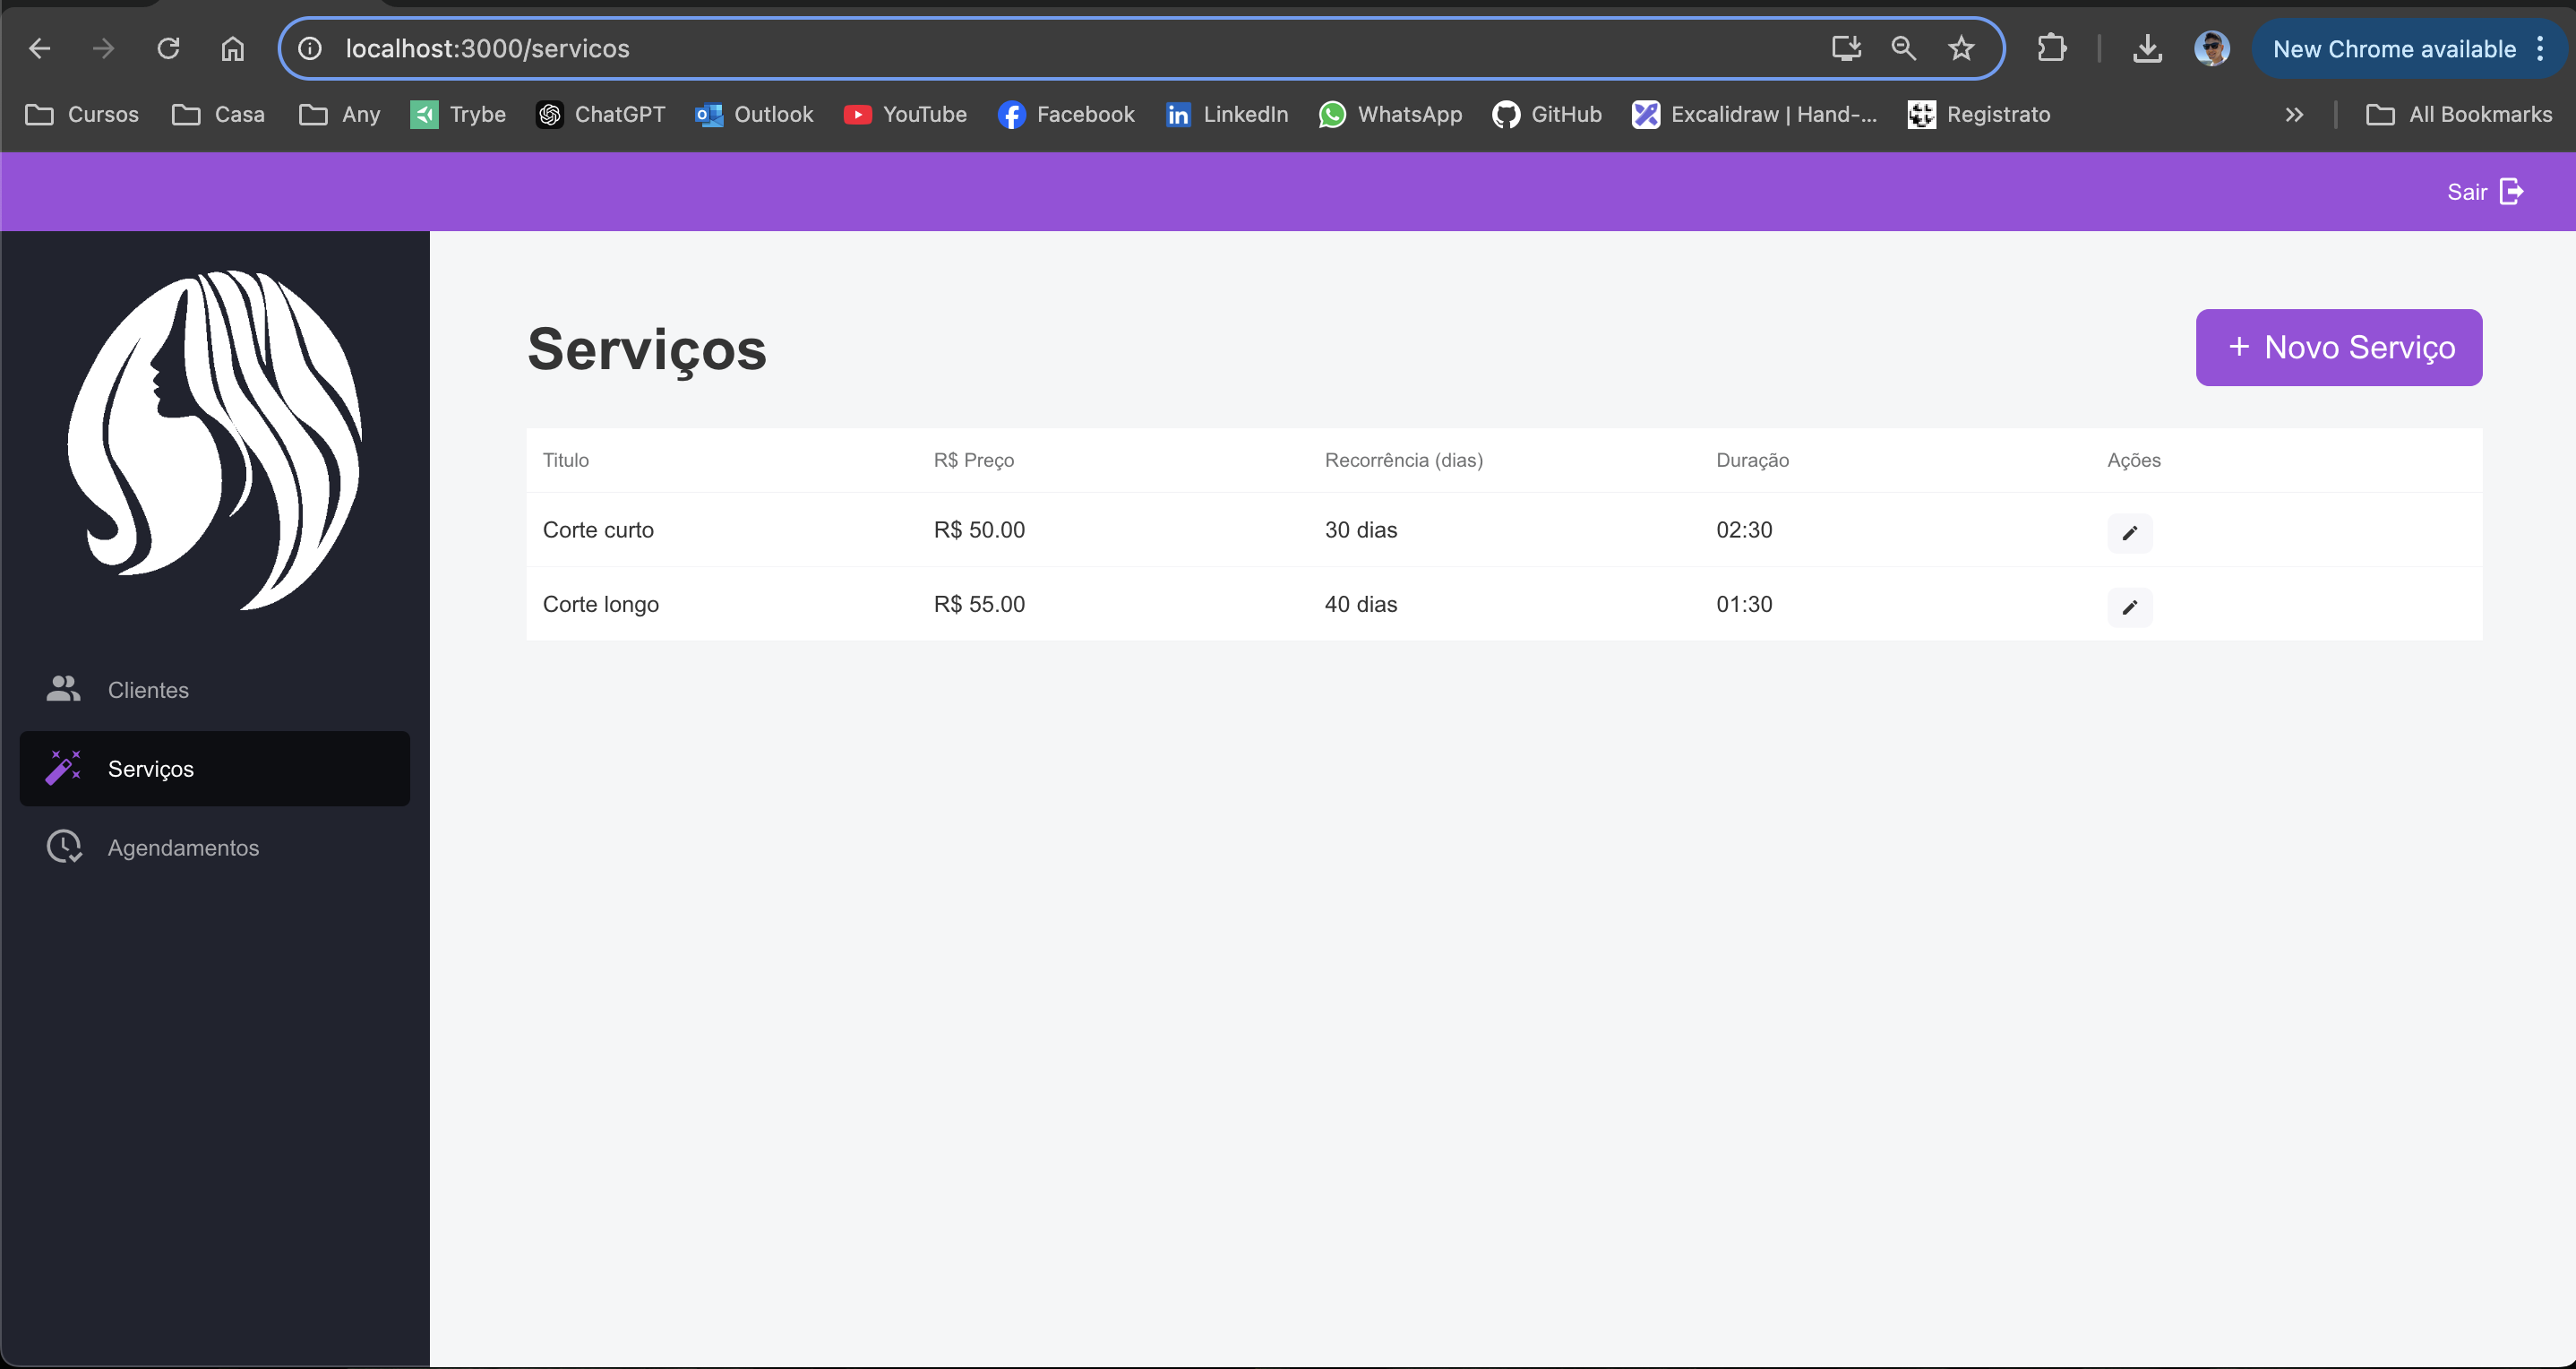 localhost:3000/servicos
New Chrome available
Cursos Casa Any Trybe ChatGPT Outlook YouTube Facebook LinkedIn WhatsApp GitHub Excalidraw | Hand-... Registrato All Bookmarks
Sair
Serviços
+ Novo Serviço
Titulo R$ Preço Recorrência (dias) Duração Ações
Corte curto R$ 50.00 30 dias 02:30
Corte longo R$ 55.00 40 dias 01:30
Clientes
Serviços
Agendamentos